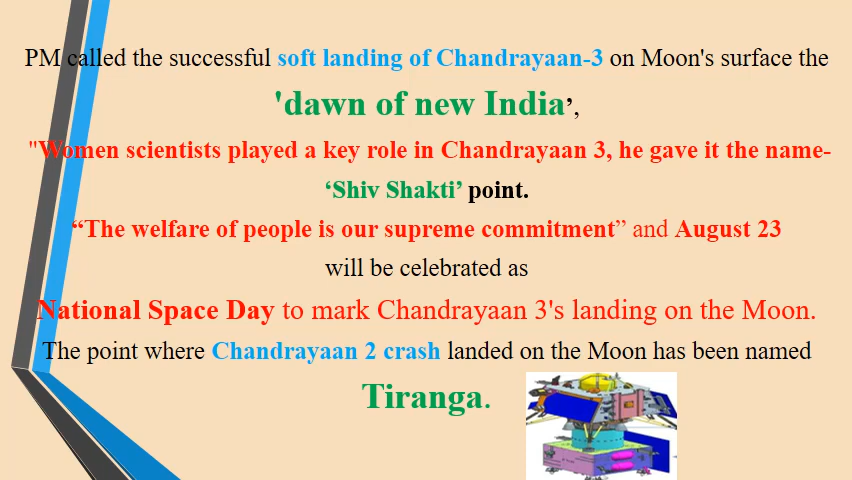 PM called the successful soft landing of Chandrayaan-3 on Moon's surface the
'dawn of new India’,
"Women scientists played a key role in Chandrayaan 3, he gave it the name-
‘Shiv Shakti’ point.
“The welfare of people is our supreme commitment” and August 23
will be celebrated as
National Space Day to mark Chandrayaan 3's landing on the Moon.
The point where Chandrayaan 2 crash landed on the Moon has been named
Tiranga.